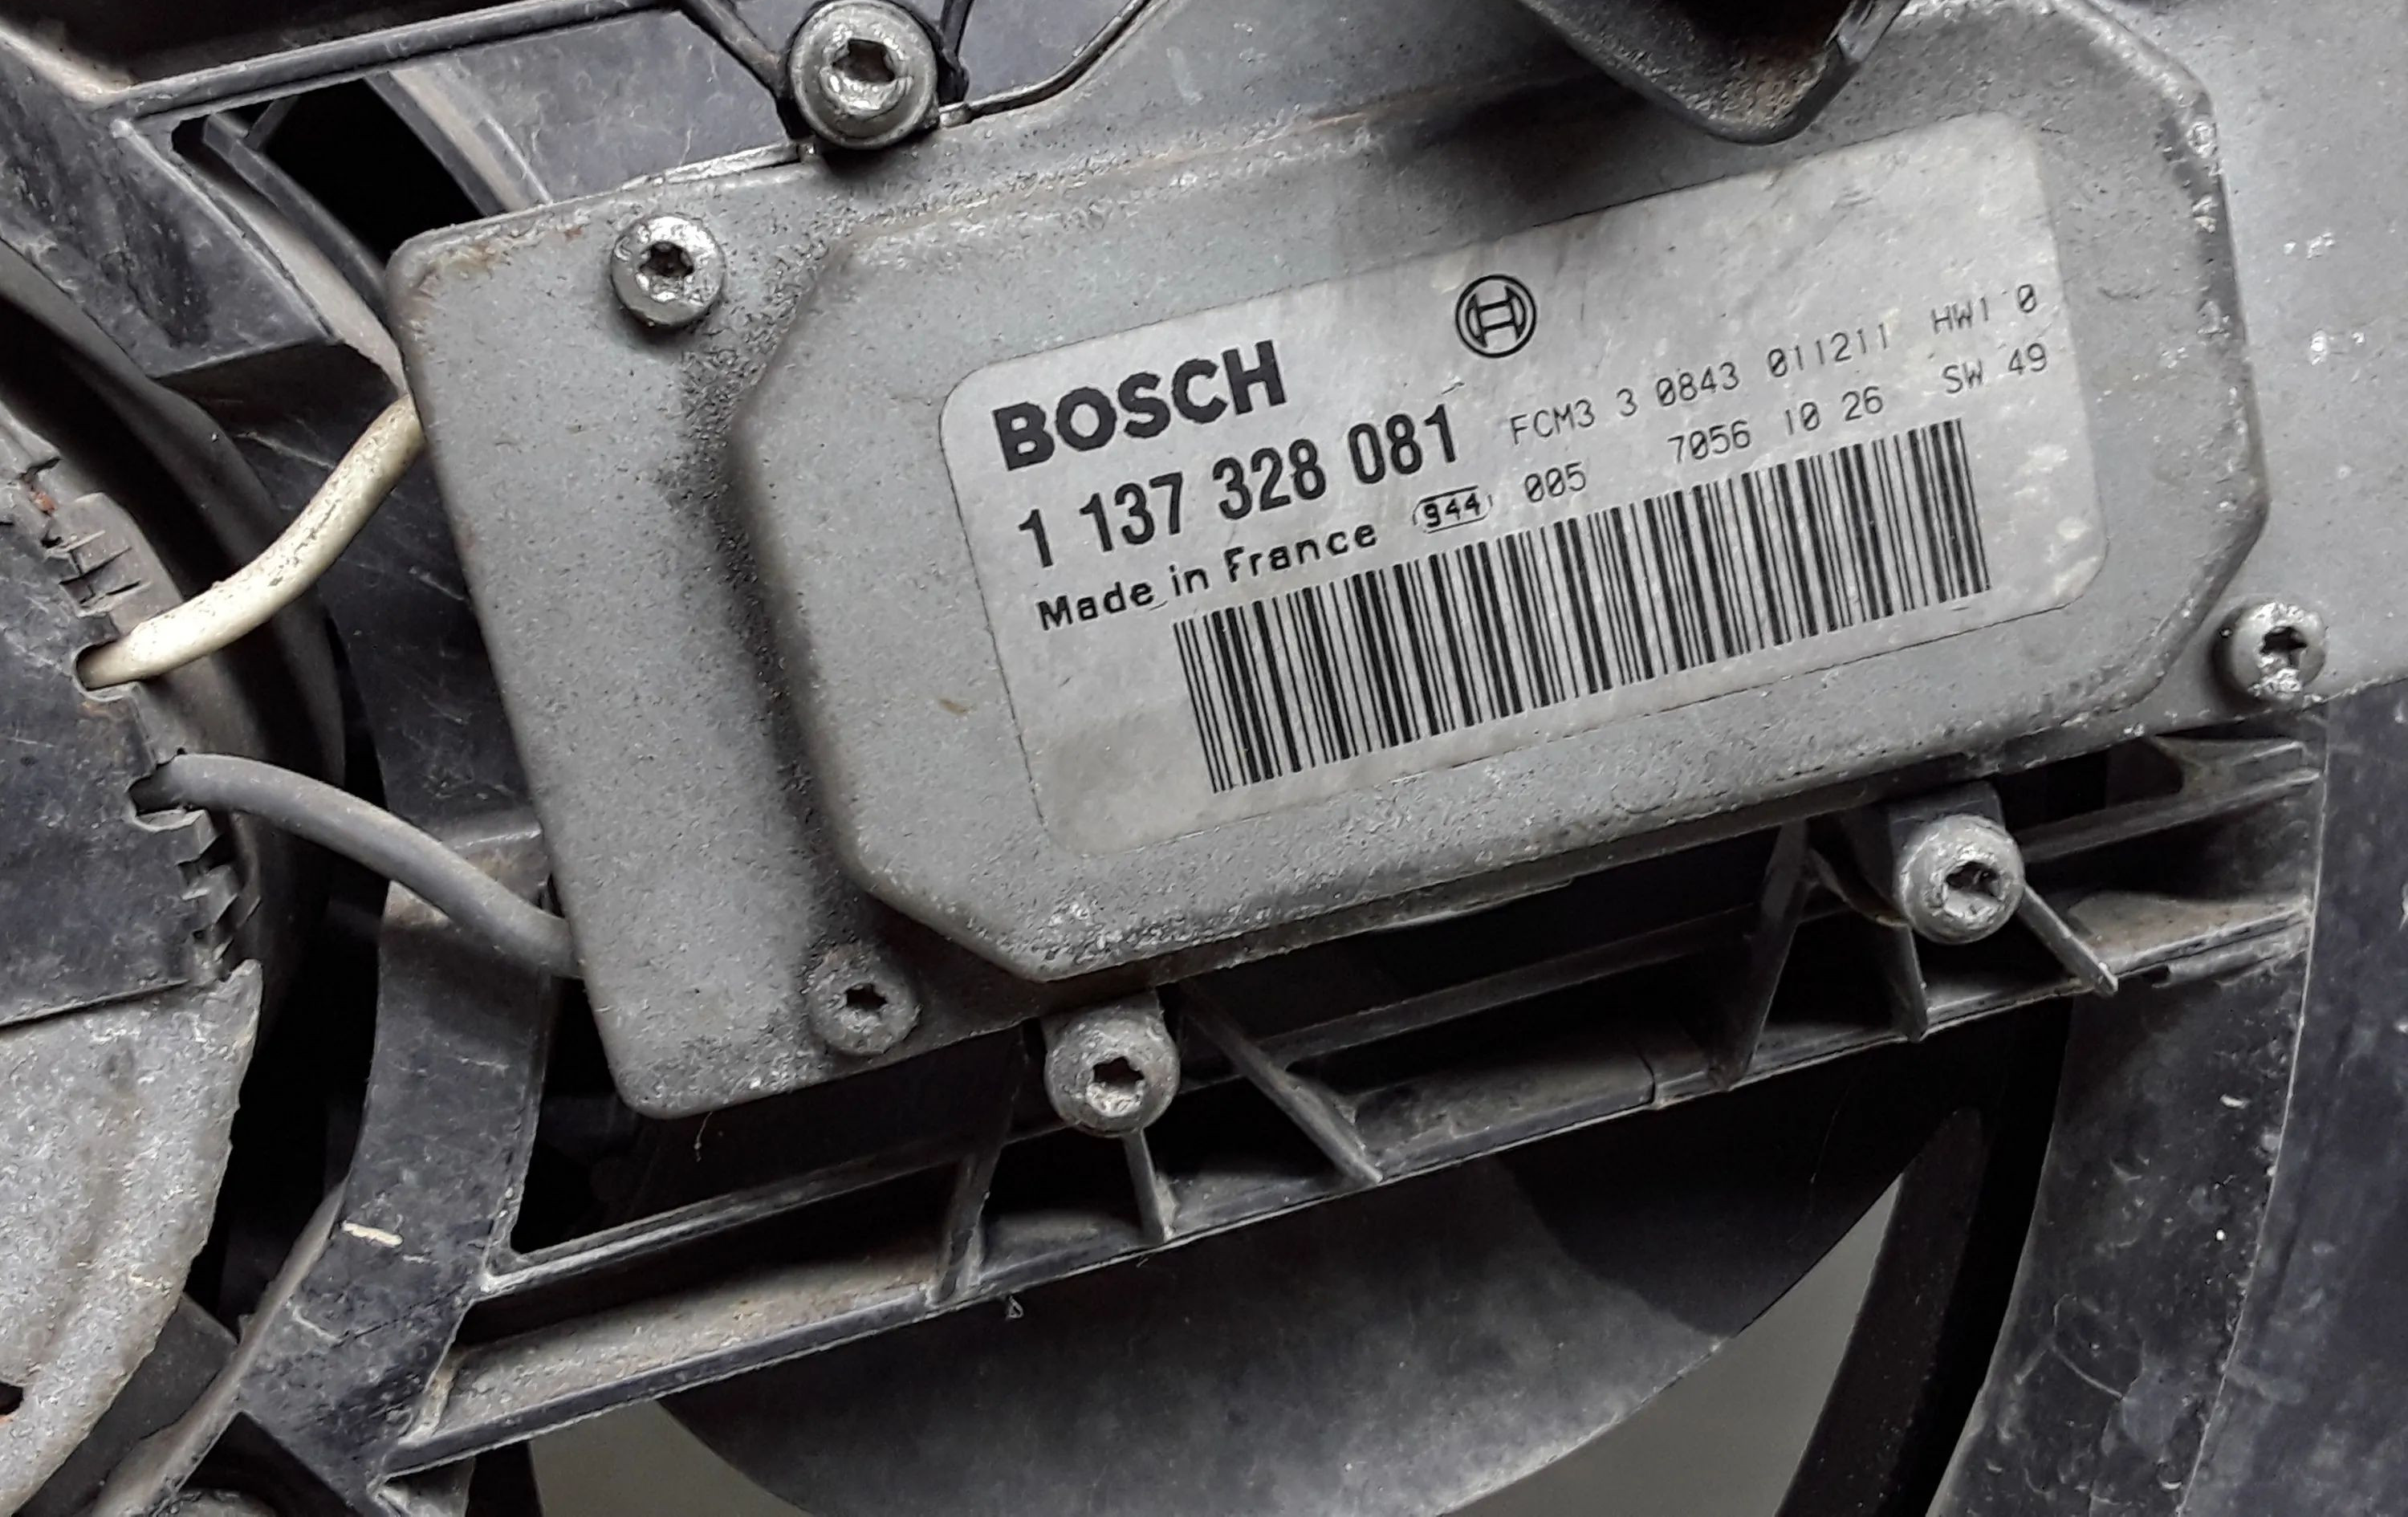 BOSCH
1 137 328 081 FCM3 3 0843 011211 HW1 0
Made in France 944 005 7056 10 26 SW 49